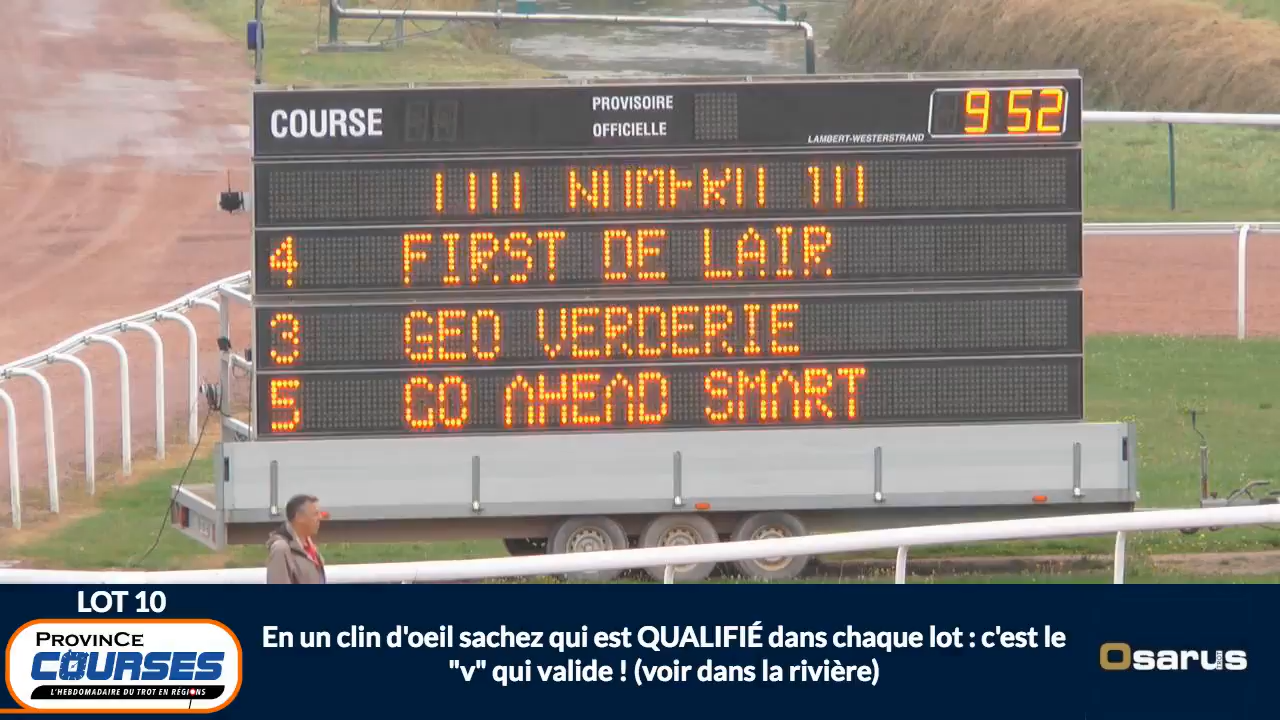 COURSE
PROVISOIRE
OFFICIELLE
LAMBERT-WESTERSTRAND
9 52
4 FIRST DE LAIR
3 GEO VERDERIE
5 GO AHEAD SMART
LOT 10
PROVINCE
COURSES
L'HEBDOMADAIRE DU TROT EN RÉGIONS
En un clin d'oeil sachez qui est QUALIFIÉ dans chaque lot : c'est le
"v" qui valide ! (voir dans la rivière)
Osarus